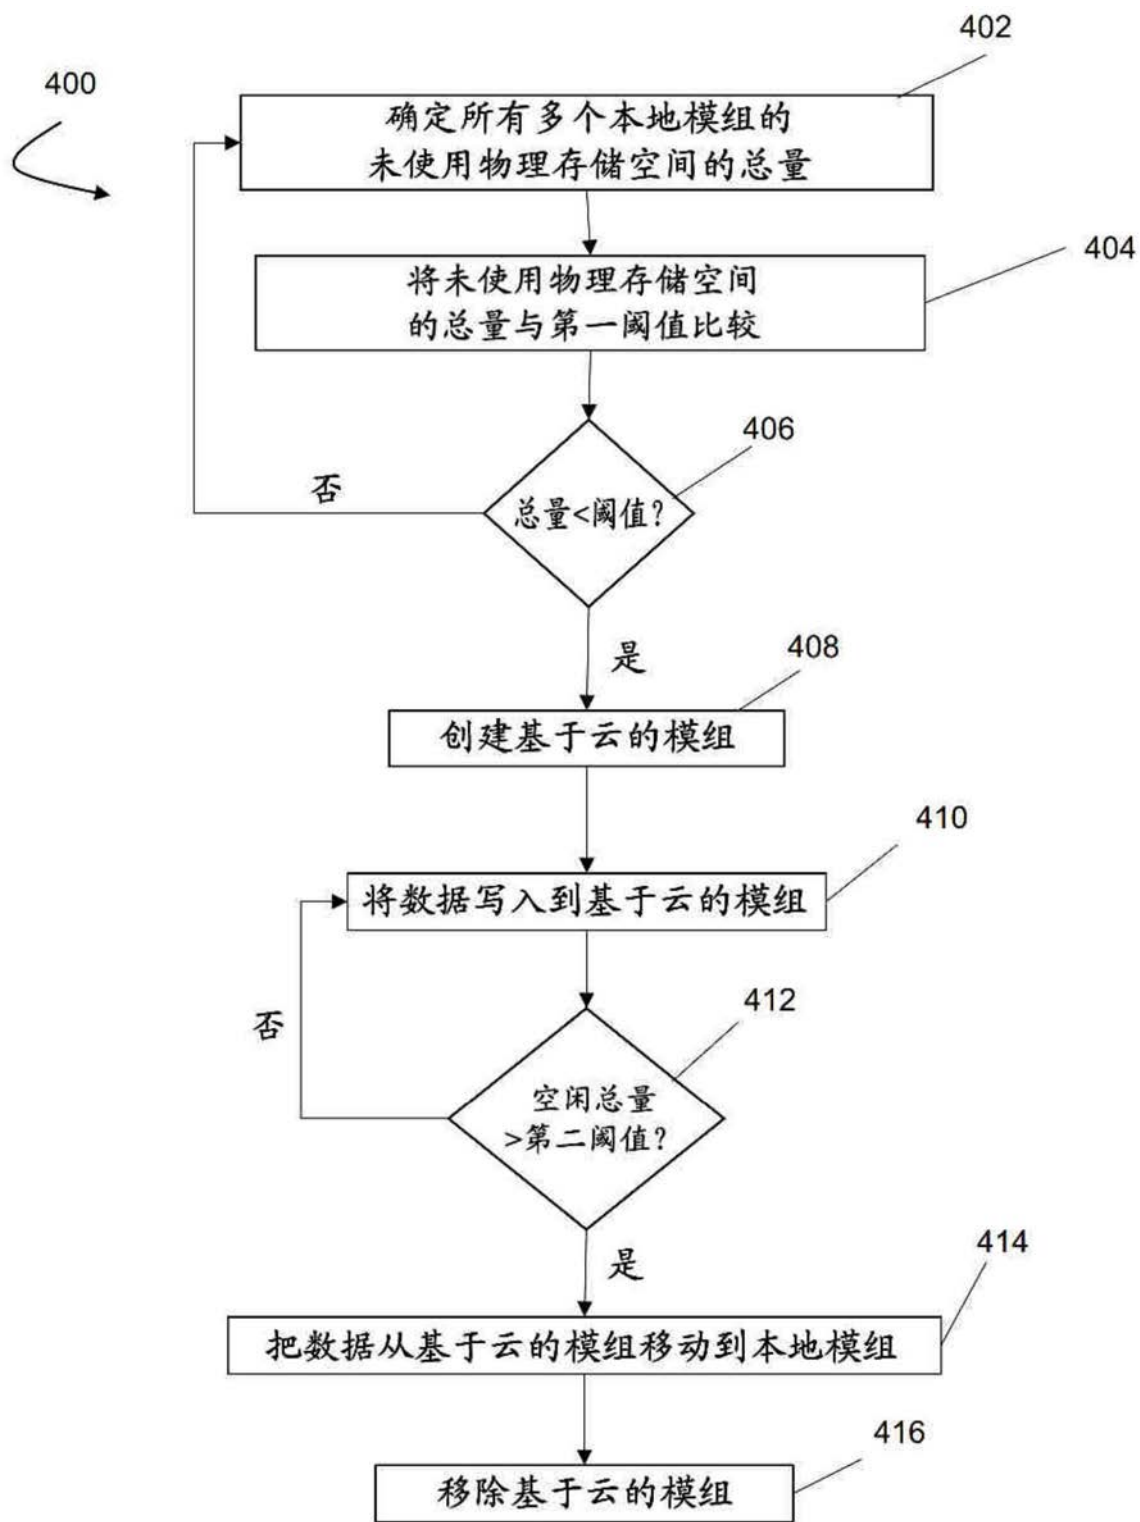 402
400
确定所有多个本地模组的
未使用物理存储空间的总量
404
将未使用物理存储空间
的总量与第一阈值比较
406
否
总量<阈值?
是
408
创建基于云的模组
410
将数据写入到基于云的模组
412
否
空闲总量
>第二阈值?
是
414
把数据从基于云的模组移动到本地模组
416
移除基于云的模组